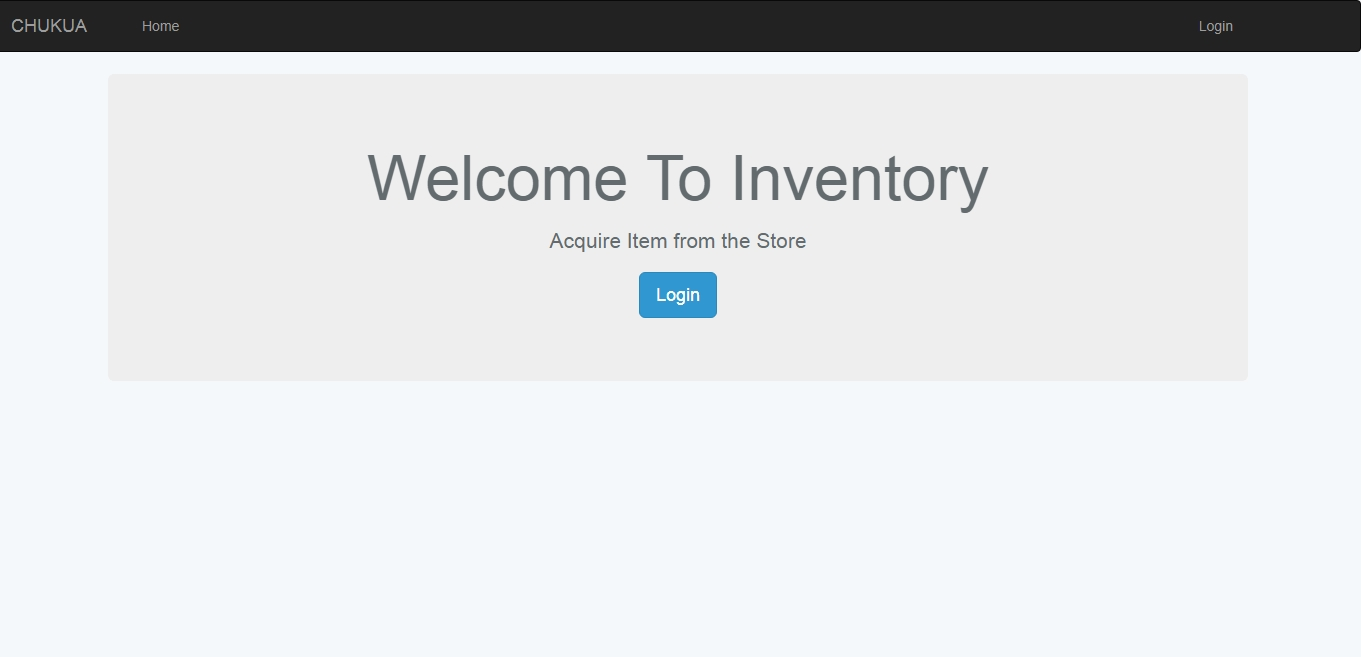 CHUKUA Home Login
Welcome To Inventory
Acquire Item from the Store
Login